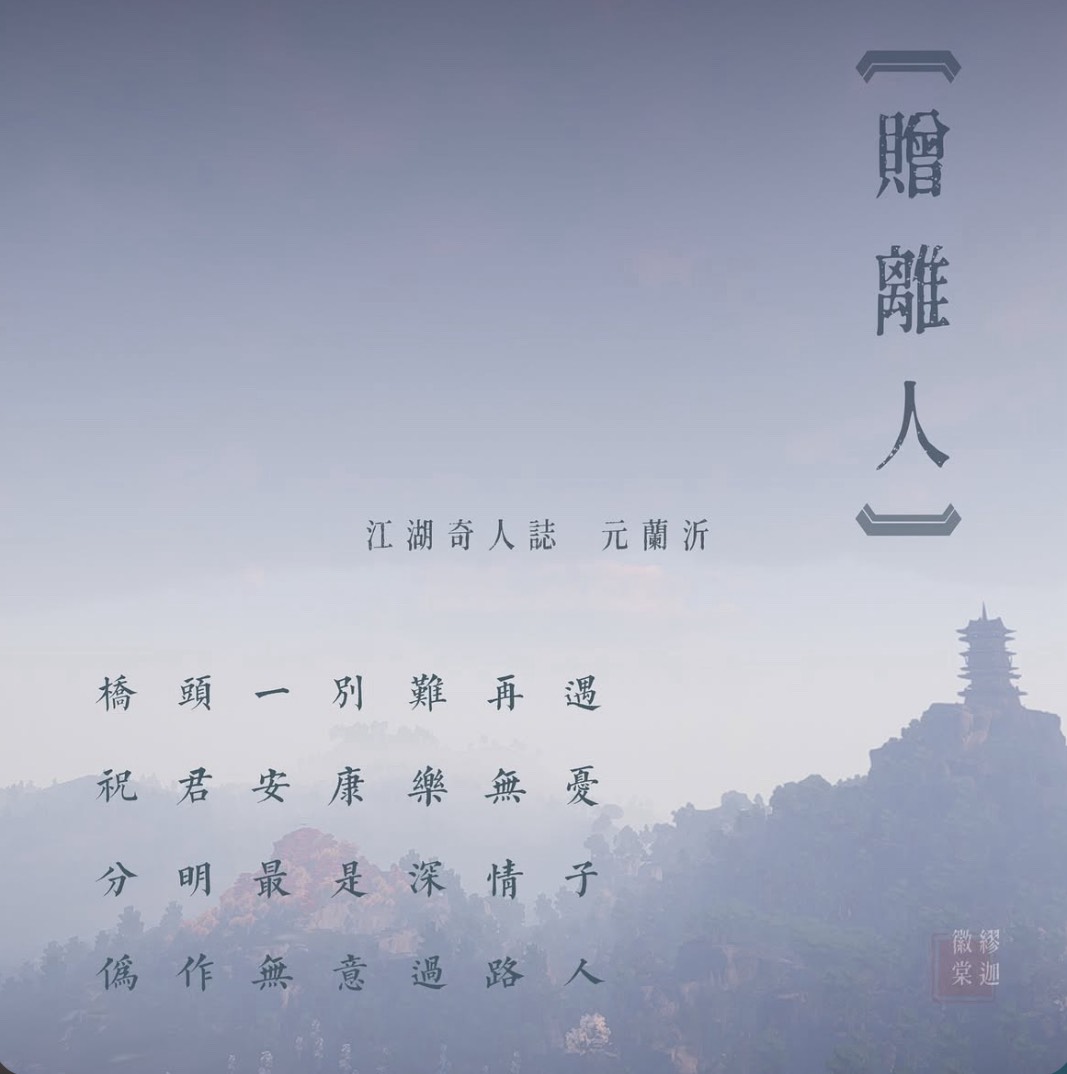 【贈離人】
江湖奇人誌 元蘭沂
橋頭一別難再遇
祝君安康樂無憂
分明最是深情子
偽作無意過路人
繆迦
徽棠